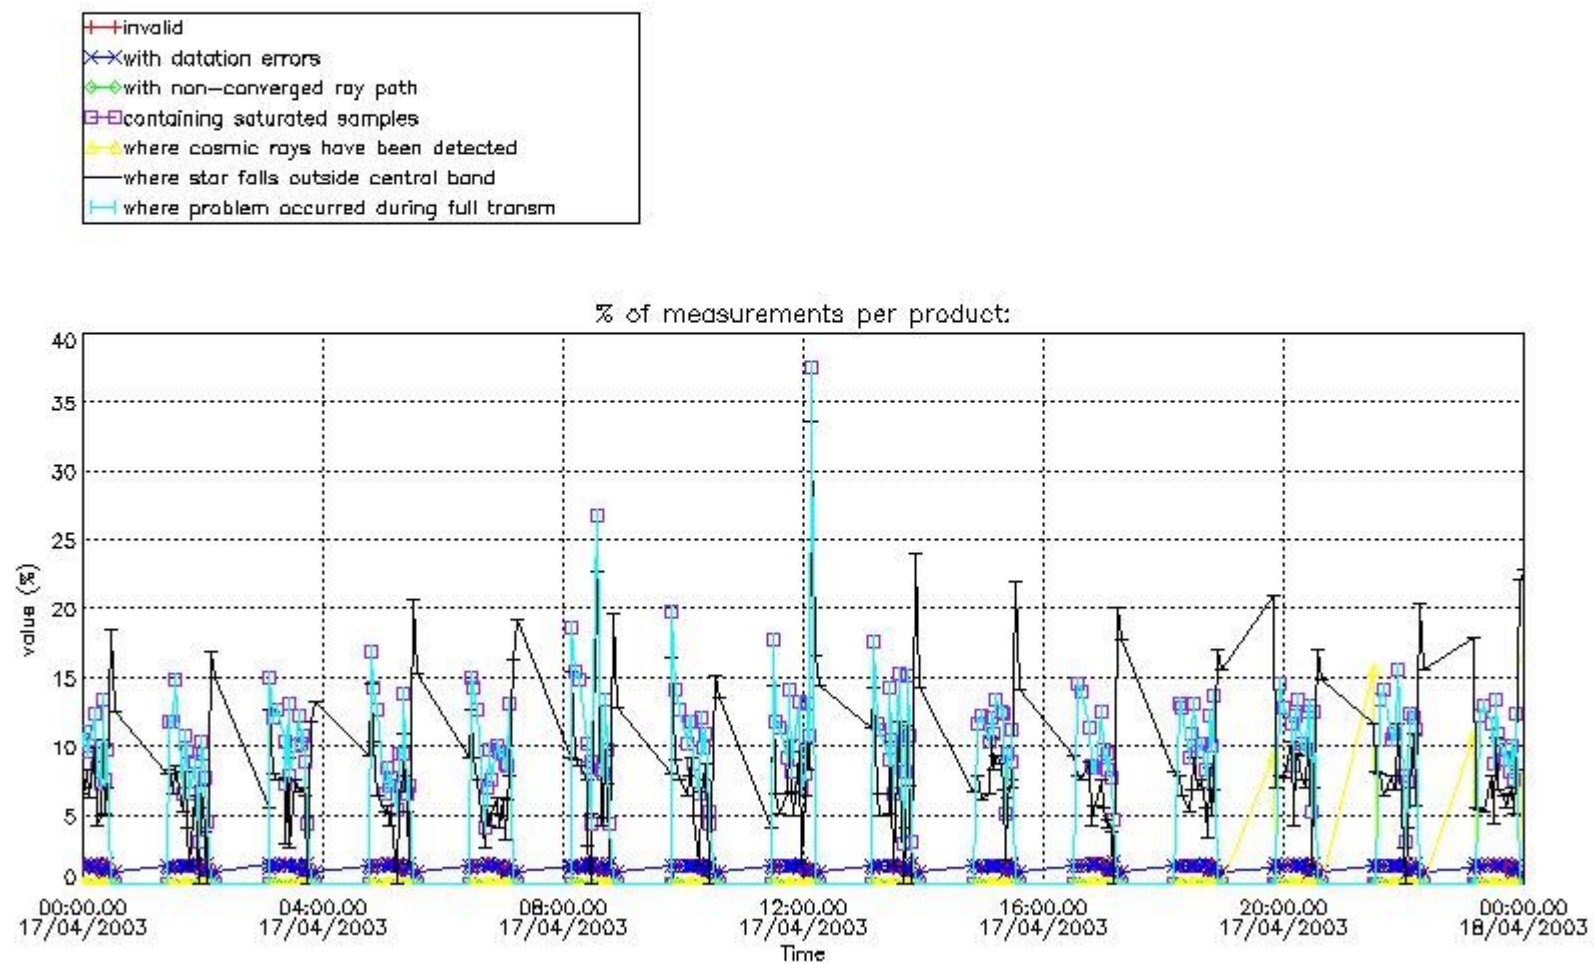 invalid
with datation errors
with non-converged ray path
containing saturated samples
where cosmic rays have been detected
where star falls outside central band
where problem occurred during full transm
% of measurements per product:
40
35
30
25
20
15
10
5
0
value (%)
00:00:00 04:00:00 08:00:00 12:00:00 16:00:00 20:00:00 00:00:00
17/04/2003 17/04/2003 17/04/2003 17/04/2003 17/04/2003 17/04/2003 18/04/2003
Time